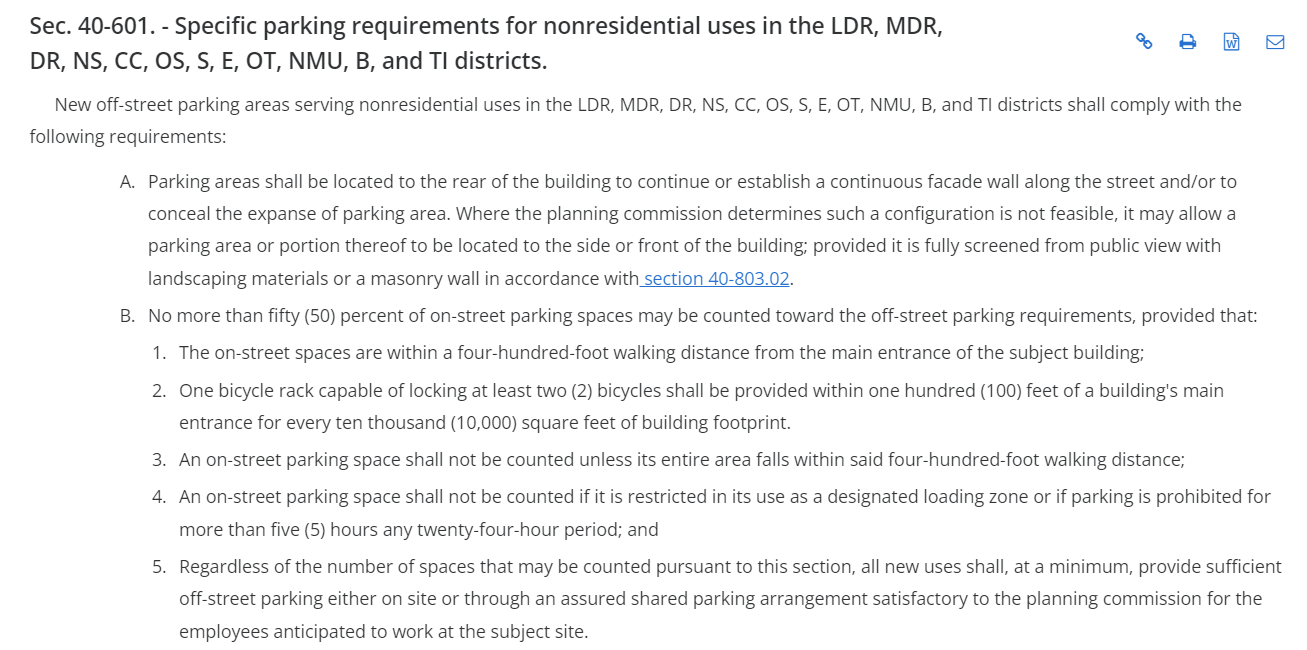 Sec. 40-601. - Specific parking requirements for nonresidential uses in the LDR, MDR,
DR, NS, CC, OS, S, E, OT, NMU, B, and TI districts.
New off-street parking areas serving nonresidential uses in the LDR, MDR, DR, NS, CC, OS, S, E, OT, NMU, B, and TI districts shall comply with the
following requirements:
A. Parking areas shall be located to the rear of the building to continue or establish a continuous facade wall along the street and/or to
conceal the expanse of parking area. Where the planning commission determines such a configuration is not feasible, it may allow a
parking area or portion thereof to be located to the side or front of the building; provided it is fully screened from public view with
landscaping materials or a masonry wall in accordance with section 40-803.02.
B. No more than fifty (50) percent of on-street parking spaces may be counted toward the off-street parking requirements, provided that:
1. The on-street spaces are within a four-hundred-foot walking distance from the main entrance of the subject building;
2. One bicycle rack capable of locking at least two (2) bicycles shall be provided within one hundred (100) feet of a building's main
entrance for every ten thousand (10,000) square feet of building footprint.
3. An on-street parking space shall not be counted unless its entire area falls within said four-hundred-foot walking distance;
4. An on-street parking space shall not be counted if it is restricted in its use as a designated loading zone or if parking is prohibited for
more than five (5) hours any twenty-four-hour period; and
5. Regardless of the number of spaces that may be counted pursuant to this section, all new uses shall, at a minimum, provide sufficient
off-street parking either on site or through an assured shared parking arrangement satisfactory to the planning commission for the
employees anticipated to work at the subject site.